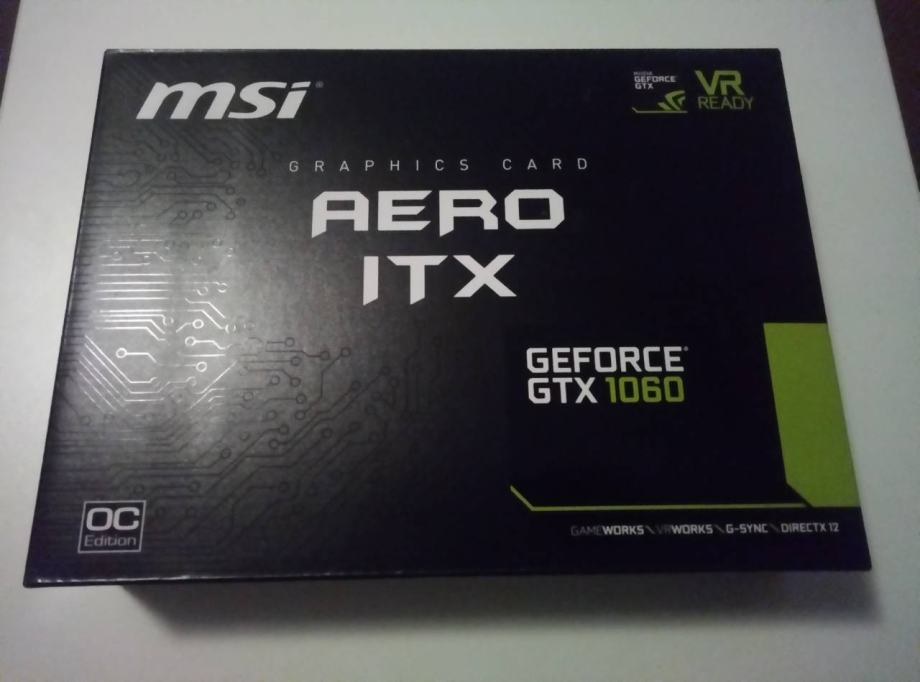 msi
NVIDIA
GEFORCE
GTX
VR
READY
GRAPHICS CARD
AERO
ITX
GEFORCE®
GTX 1060
OC
Edition
GAMEWORKS \ VRWORKS \ G-SYNC \ DIRECTX 12